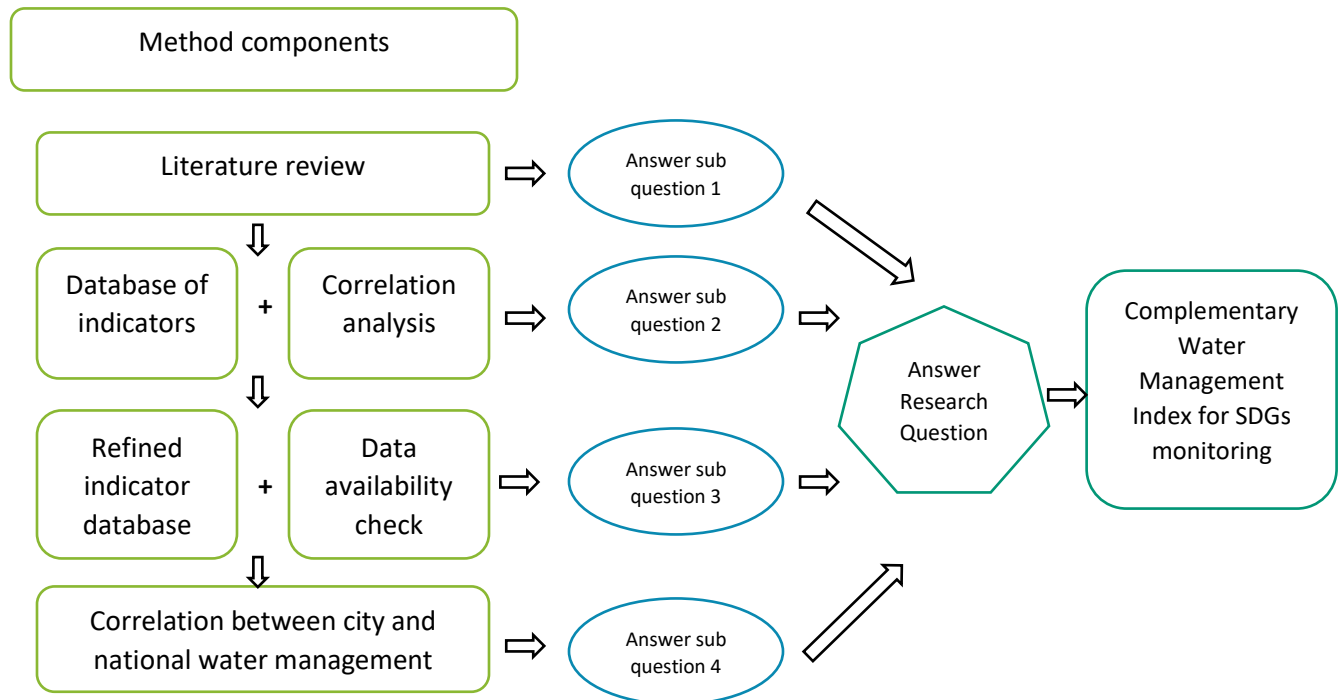 Method components
Literature review
Answer sub
question 1
Database of
indicators
+
Correlation
analysis
Answer sub
question 2
Refined
indicator
database
+
Data
availability
check
Answer sub
question 3
Correlation between city and
national water management
Answer sub
question 4
Answer
Research
Question
Complementary
Water
Management
Index for SDGs
monitoring